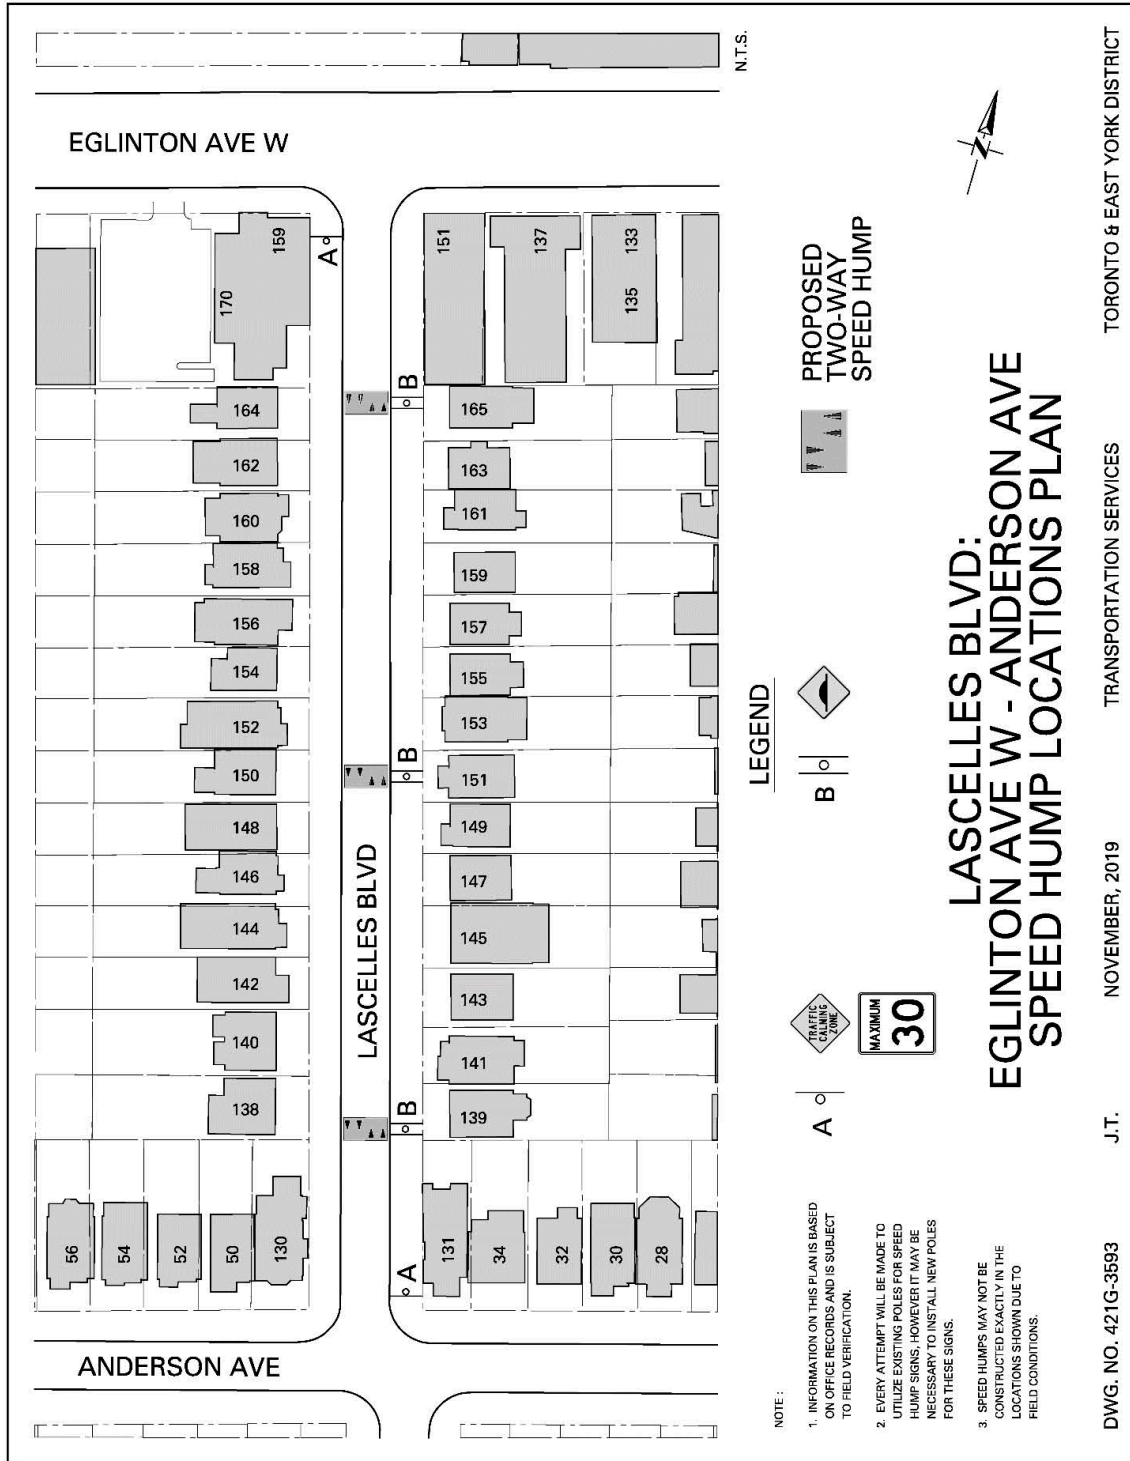 EGLINTON AVE W
N.T.S.
159
170
A
151
137
133
135
164
B
165
162
163
160
161
158
159
156
157
154
155
152
153
150
B
151
148
149
146
147
144
145
142
143
140
141
138
B
139
LASCELLES BLVD
56
54
52
50
130
A
131
34
32
30
28
ANDERSON AVE
LEGEND
A
TRAFFIC
CALMING
ZONE
MAXIMUM
30
B
PROPOSED
TWO-WAY
SPEED HUMP
N
NOTE :
1. INFORMATION ON THIS PLAN IS BASED
ON OFFICE RECORDS AND IS SUBJECT
TO FIELD VERIFICATION.
2. EVERY ATTEMPT WILL BE MADE TO
UTILIZE EXISTING POLES FOR SPEED
HUMP SIGNS, HOWEVER IT MAY BE
NECESSARY TO INSTALL NEW POLES
FOR THESE SIGNS.
3. SPEED HUMPS MAY NOT BE
CONSTRUCTED EXACTLY IN THE
LOCATIONS SHOWN DUE TO
FIELD CONDITIONS.
LASCELLES BLVD:
EGLINTON AVE W - ANDERSON AVE
SPEED HUMP LOCATIONS PLAN
DWG. NO. 421G-3593
J.T.
NOVEMBER, 2019
TRANSPORTATION SERVICES
TORONTO & EAST YORK DISTRICT